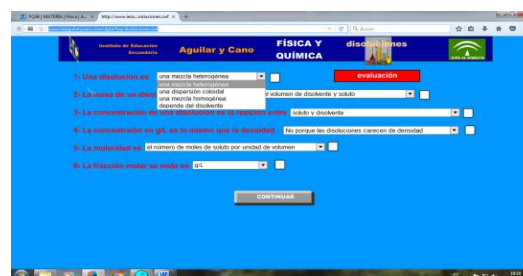 Instituto de Educación
Secundaria
Aguilar y Cano
FÍSICA Y
QUÍMICA
disoluciones
evaluación
1- Una disolución es una mezcla heterogénea
una mezcla heterogénea
una dispersión coloidal
una mezcla homogénea
depende del disolvente
2- La masa de un volumen de disolvente y soluto
3- La concentración de una disolución es la relación entre soluto y disolvente
4- La concentración en g/L es lo mismo que la densidad No porque las disoluciones carecen de densidad
5- La molaridad es el número de moles de soluto por unidad de volumen
6- La fracción molar se mide en g/L
CONTINUAR